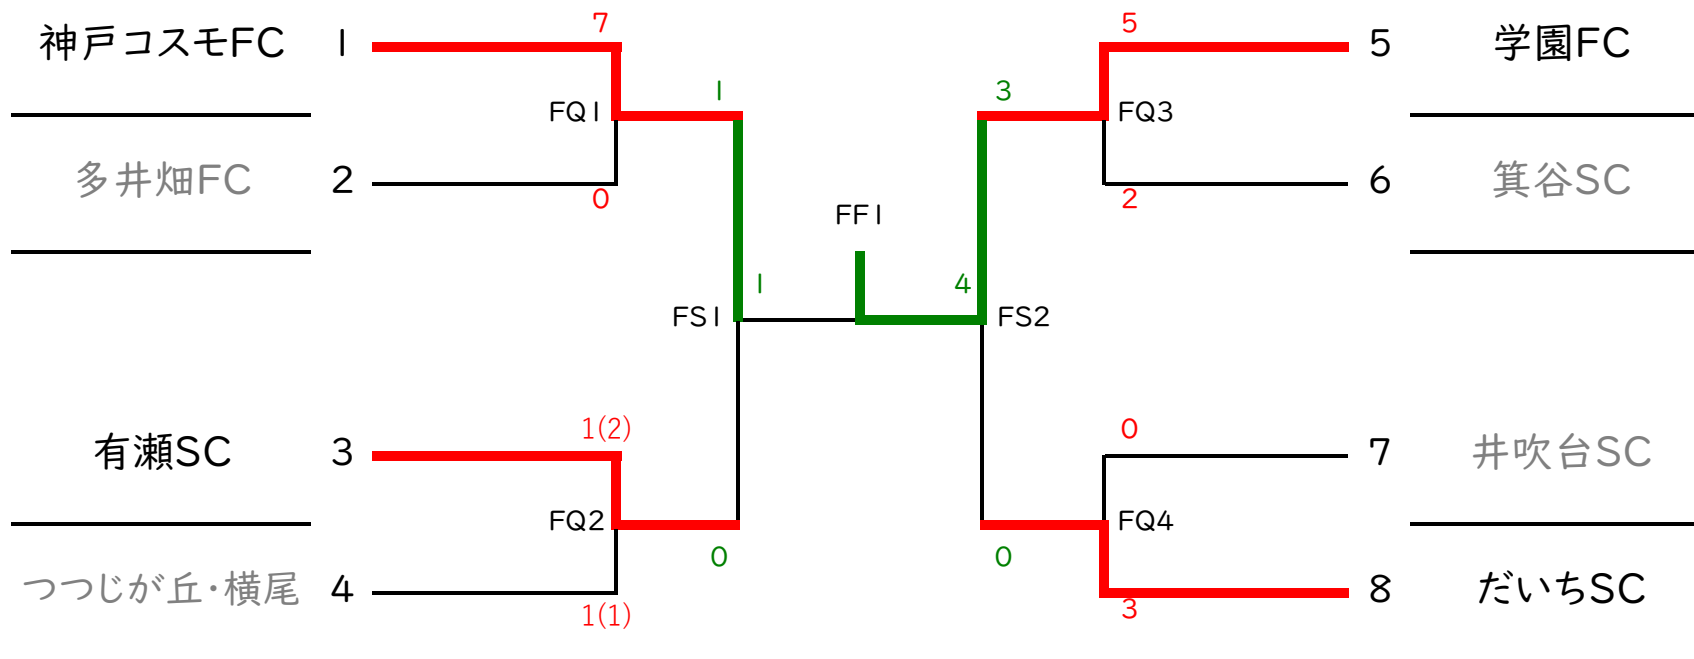 神戸コスモFC 1 7 5 5 学園FC
1 3
FQ1 FQ3
多井畑FC 2 0 2 6 箕谷SC
FF1
1 4
FS1 FS2
有瀬SC 3 1(2) 0 7 井吹台SC
FQ2 FQ4
0 0
つつじが丘・横尾 4 1(1) 3 8 だいちSC